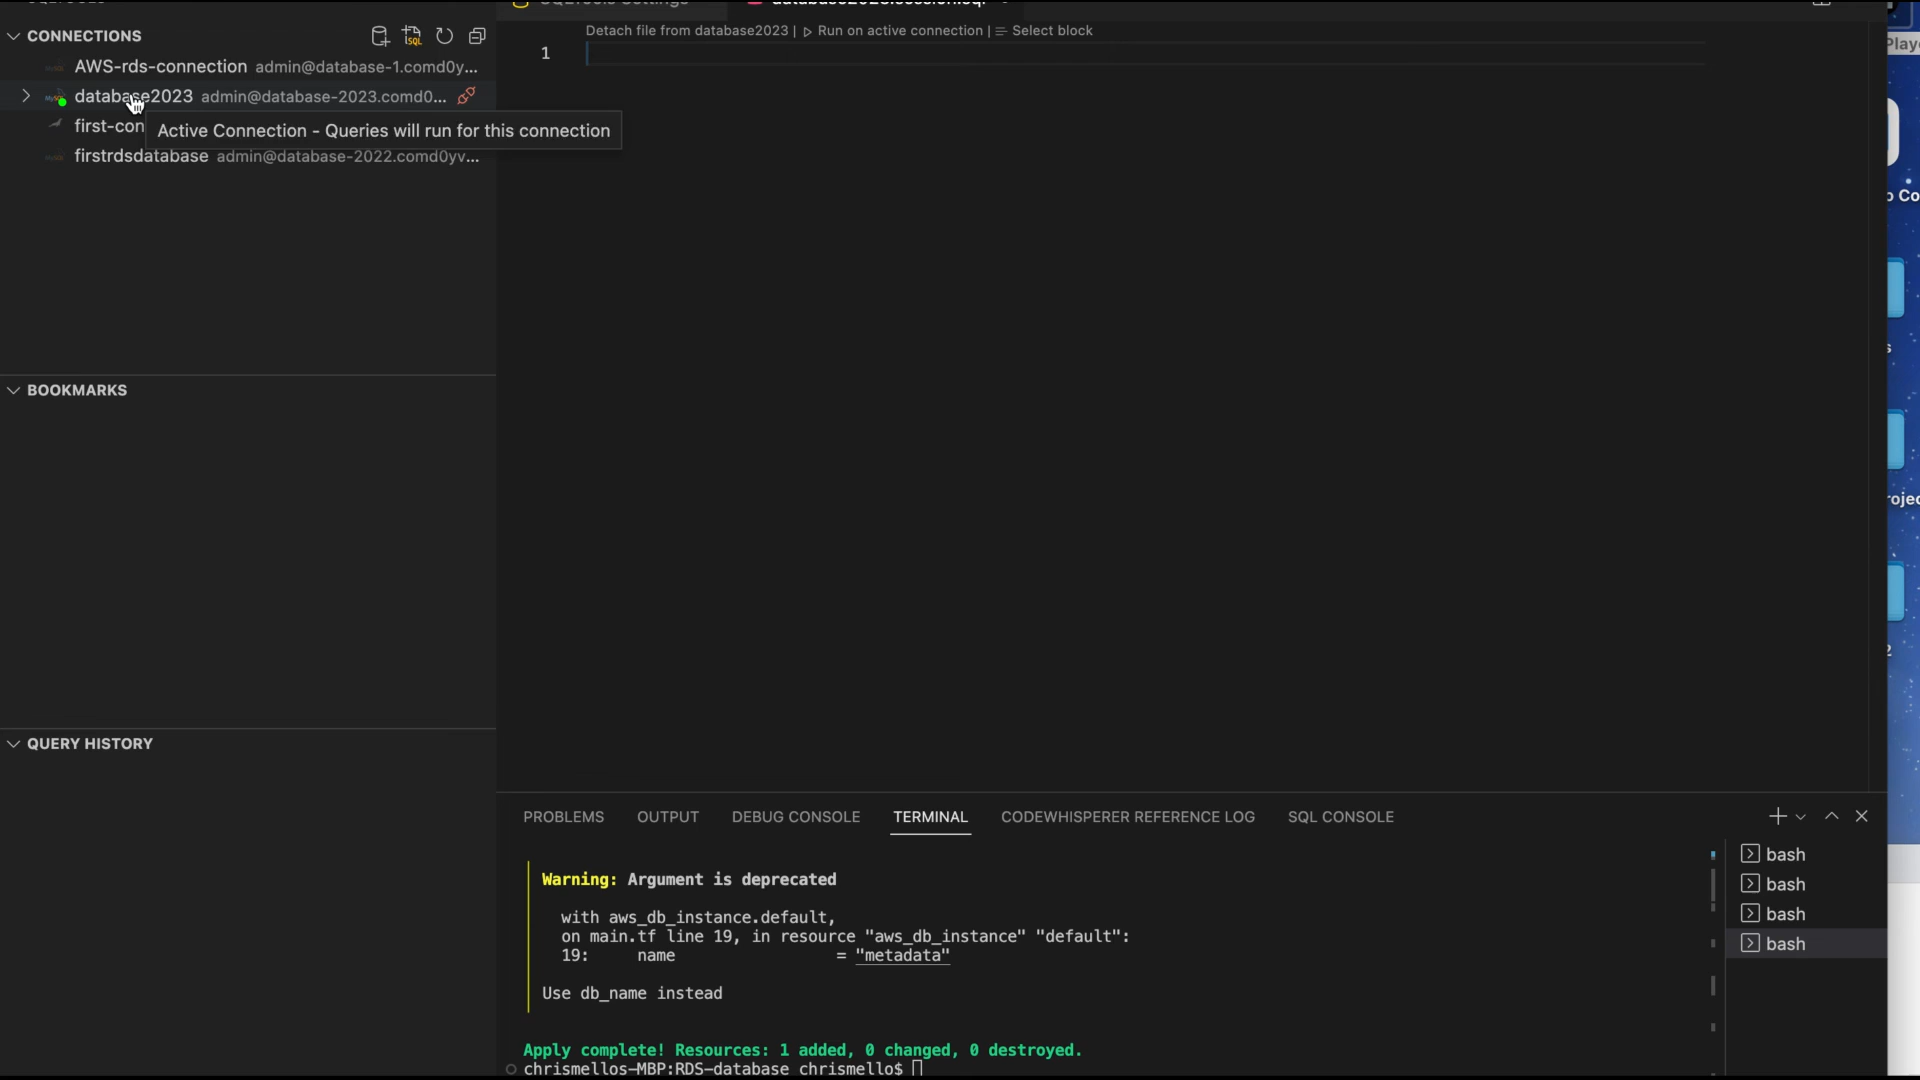 CONNECTIONS
AWS-rds-connection admin@database-1.comd0y...
database2023 admin@database-2023.comd0...
first-con
Active Connection - Queries will run for this connection
firstrdsdatabase admin@database-2022.comd0yv...
BOOKMARKS
QUERY HISTORY
Detach file from database2023 | Run on active connection | Select block
1
PROBLEMS OUTPUT DEBUG CONSOLE TERMINAL CODEWHISPERER REFERENCE LOG SQL CONSOLE
Warning: Argument is deprecated
with aws_db_instance.default,
on main.tf line 19, in resource "aws_db_instance" "default":
19: name = "metadata"
Use db_name instead
Apply complete! Resources: 1 added, 0 changed, 0 destroyed.
chrismellos-MBP:RDS-database chrismello$
bash
bash
bash
bash
Play
Co
rojec
2